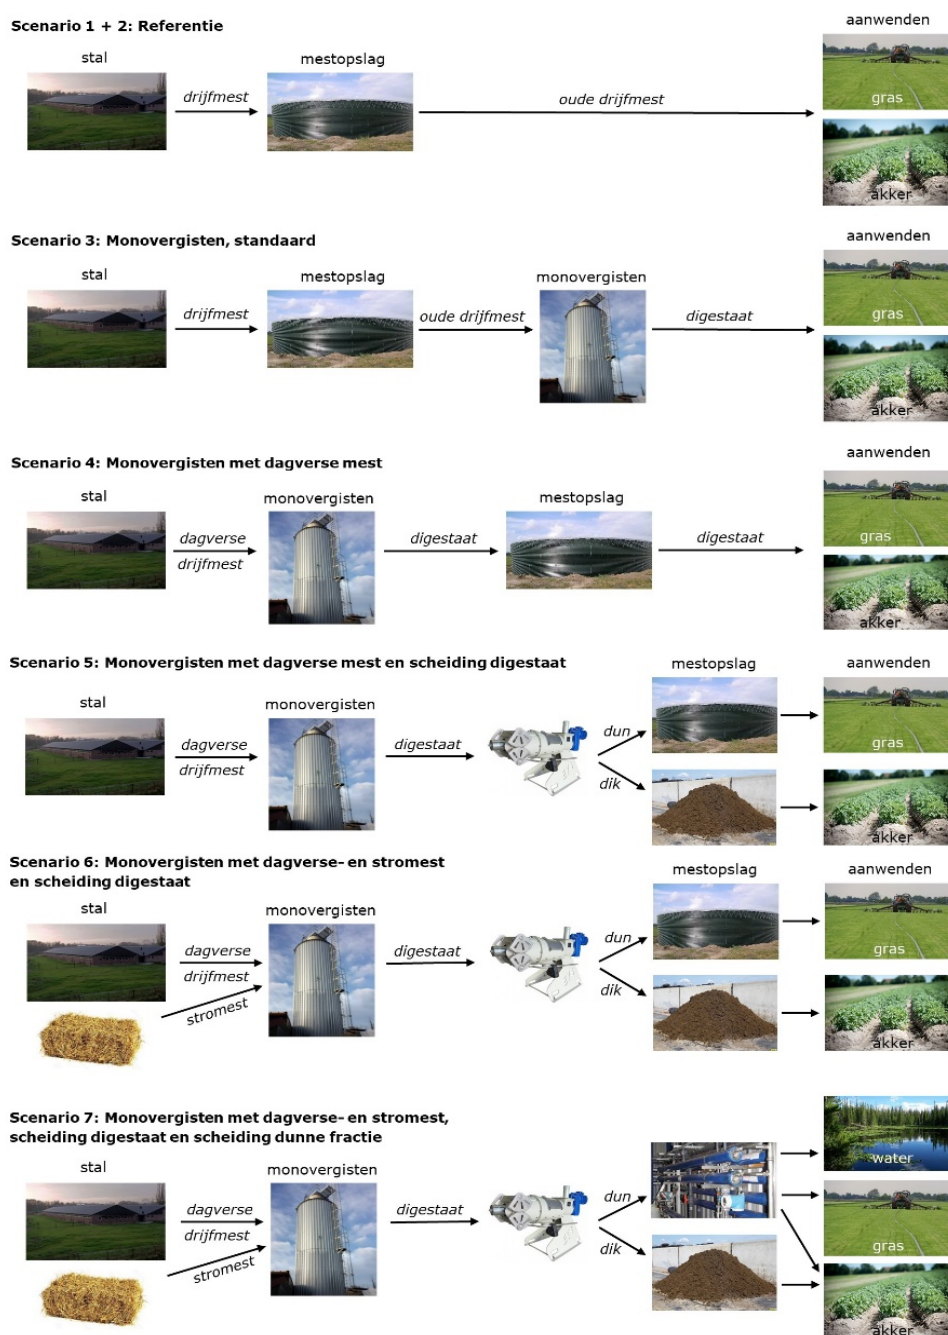 Scenario 1 + 2: Referentie
aanwenden
stal
mestopslag
drijfmest
oude drijfmest
gras
akker
Scenario 3: Monovergisten, standaard
aanwenden
stal
mestopslag
monovergisten
drijfmest
oude drijfmest
digestaat
gras
akker
Scenario 4: Monovergisten met dagverse mest
aanwenden
stal
monovergisten
mestopslag
dagverse
drijfmest
digestaat
digestaat
gras
akker
Scenario 5: Monovergisten met dagverse mest en scheiding digestaat
mestopslag
aanwenden
stal
monovergisten
dagverse
drijfmest
digestaat
dun
dik
gras
akker
Scenario 6: Monovergisten met dagverse- en stromest
en scheiding digestaat
mestopslag
aanwenden
stal
monovergisten
dagverse
drijfmest
stromest
digestaat
dun
dik
gras
akker
Scenario 7: Monovergisten met dagverse- en stromest,
scheiding digestaat en scheiding dunne fractie
stal
monovergisten
dagverse
drijfmest
stromest
digestaat
dun
dik
water
gras
akker